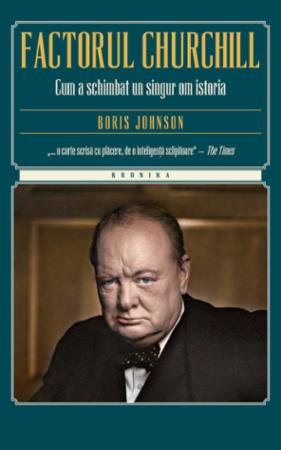 FACTORUL CHURCHILL
Cum a schimbat un singur om istoria
BORIS JOHNSON
„... o carte scrisă cu plăcere, de o inteligență sclipitoare” – The Times
KRONIKA